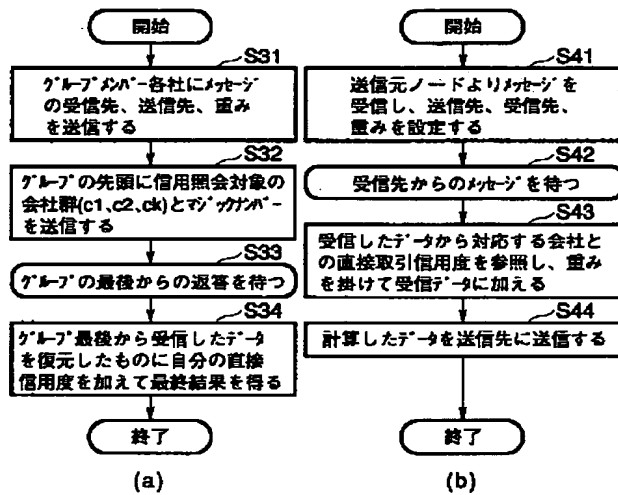 開始
S31
ｸﾞﾙｰﾌﾟﾒﾝﾊﾞｰ各社にﾒｯｾｰｼﾞ
の受信先、送信先、重み
を送信する
S32
ｸﾞﾙｰﾌﾟの先頭に信用照会対象の
会社群(c1,c2,ck)とﾏｼﾞｯｸﾅﾝﾊﾞｰ
を送信する
S33
ｸﾞﾙｰﾌﾟの最後からの返答を待つ
S34
ｸﾞﾙｰﾌﾟ最後から受信したﾃﾞｰﾀ
を復元したものに自分の直接
信用度を加えて最終結果を得る
終了
(a)
開始
S41
送信元ﾉｰﾄﾞよりﾒｯｾｰｼﾞを
受信し、送信先、受信先、
重みを設定する
S42
受信先からのﾒｯｾｰｼﾞを待つ
S43
受信したﾃﾞｰﾀから対応する会社と
の直接取引信用度を参照し、重み
を掛けて受信ﾃﾞｰﾀに加える
S44
計算したﾃﾞｰﾀを送信先に送信する
終了
(b)